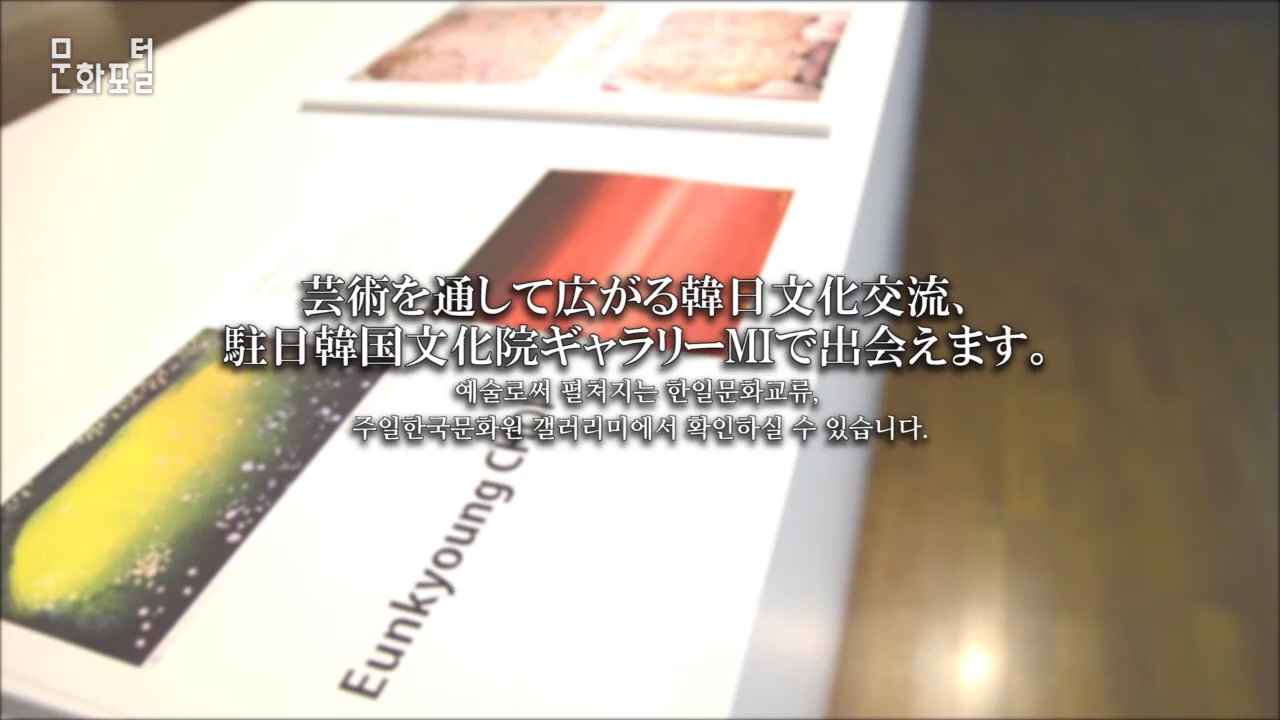 문화포털
芸術を通して広がる韓日文化交流、
駐日韓国文化院ギャラリーMIで出会えます。
예술로써 펼쳐지는 한일문화교류,
주일한국문화원 갤러리미에서 확인하실 수 있습니다.
Eunkyoung